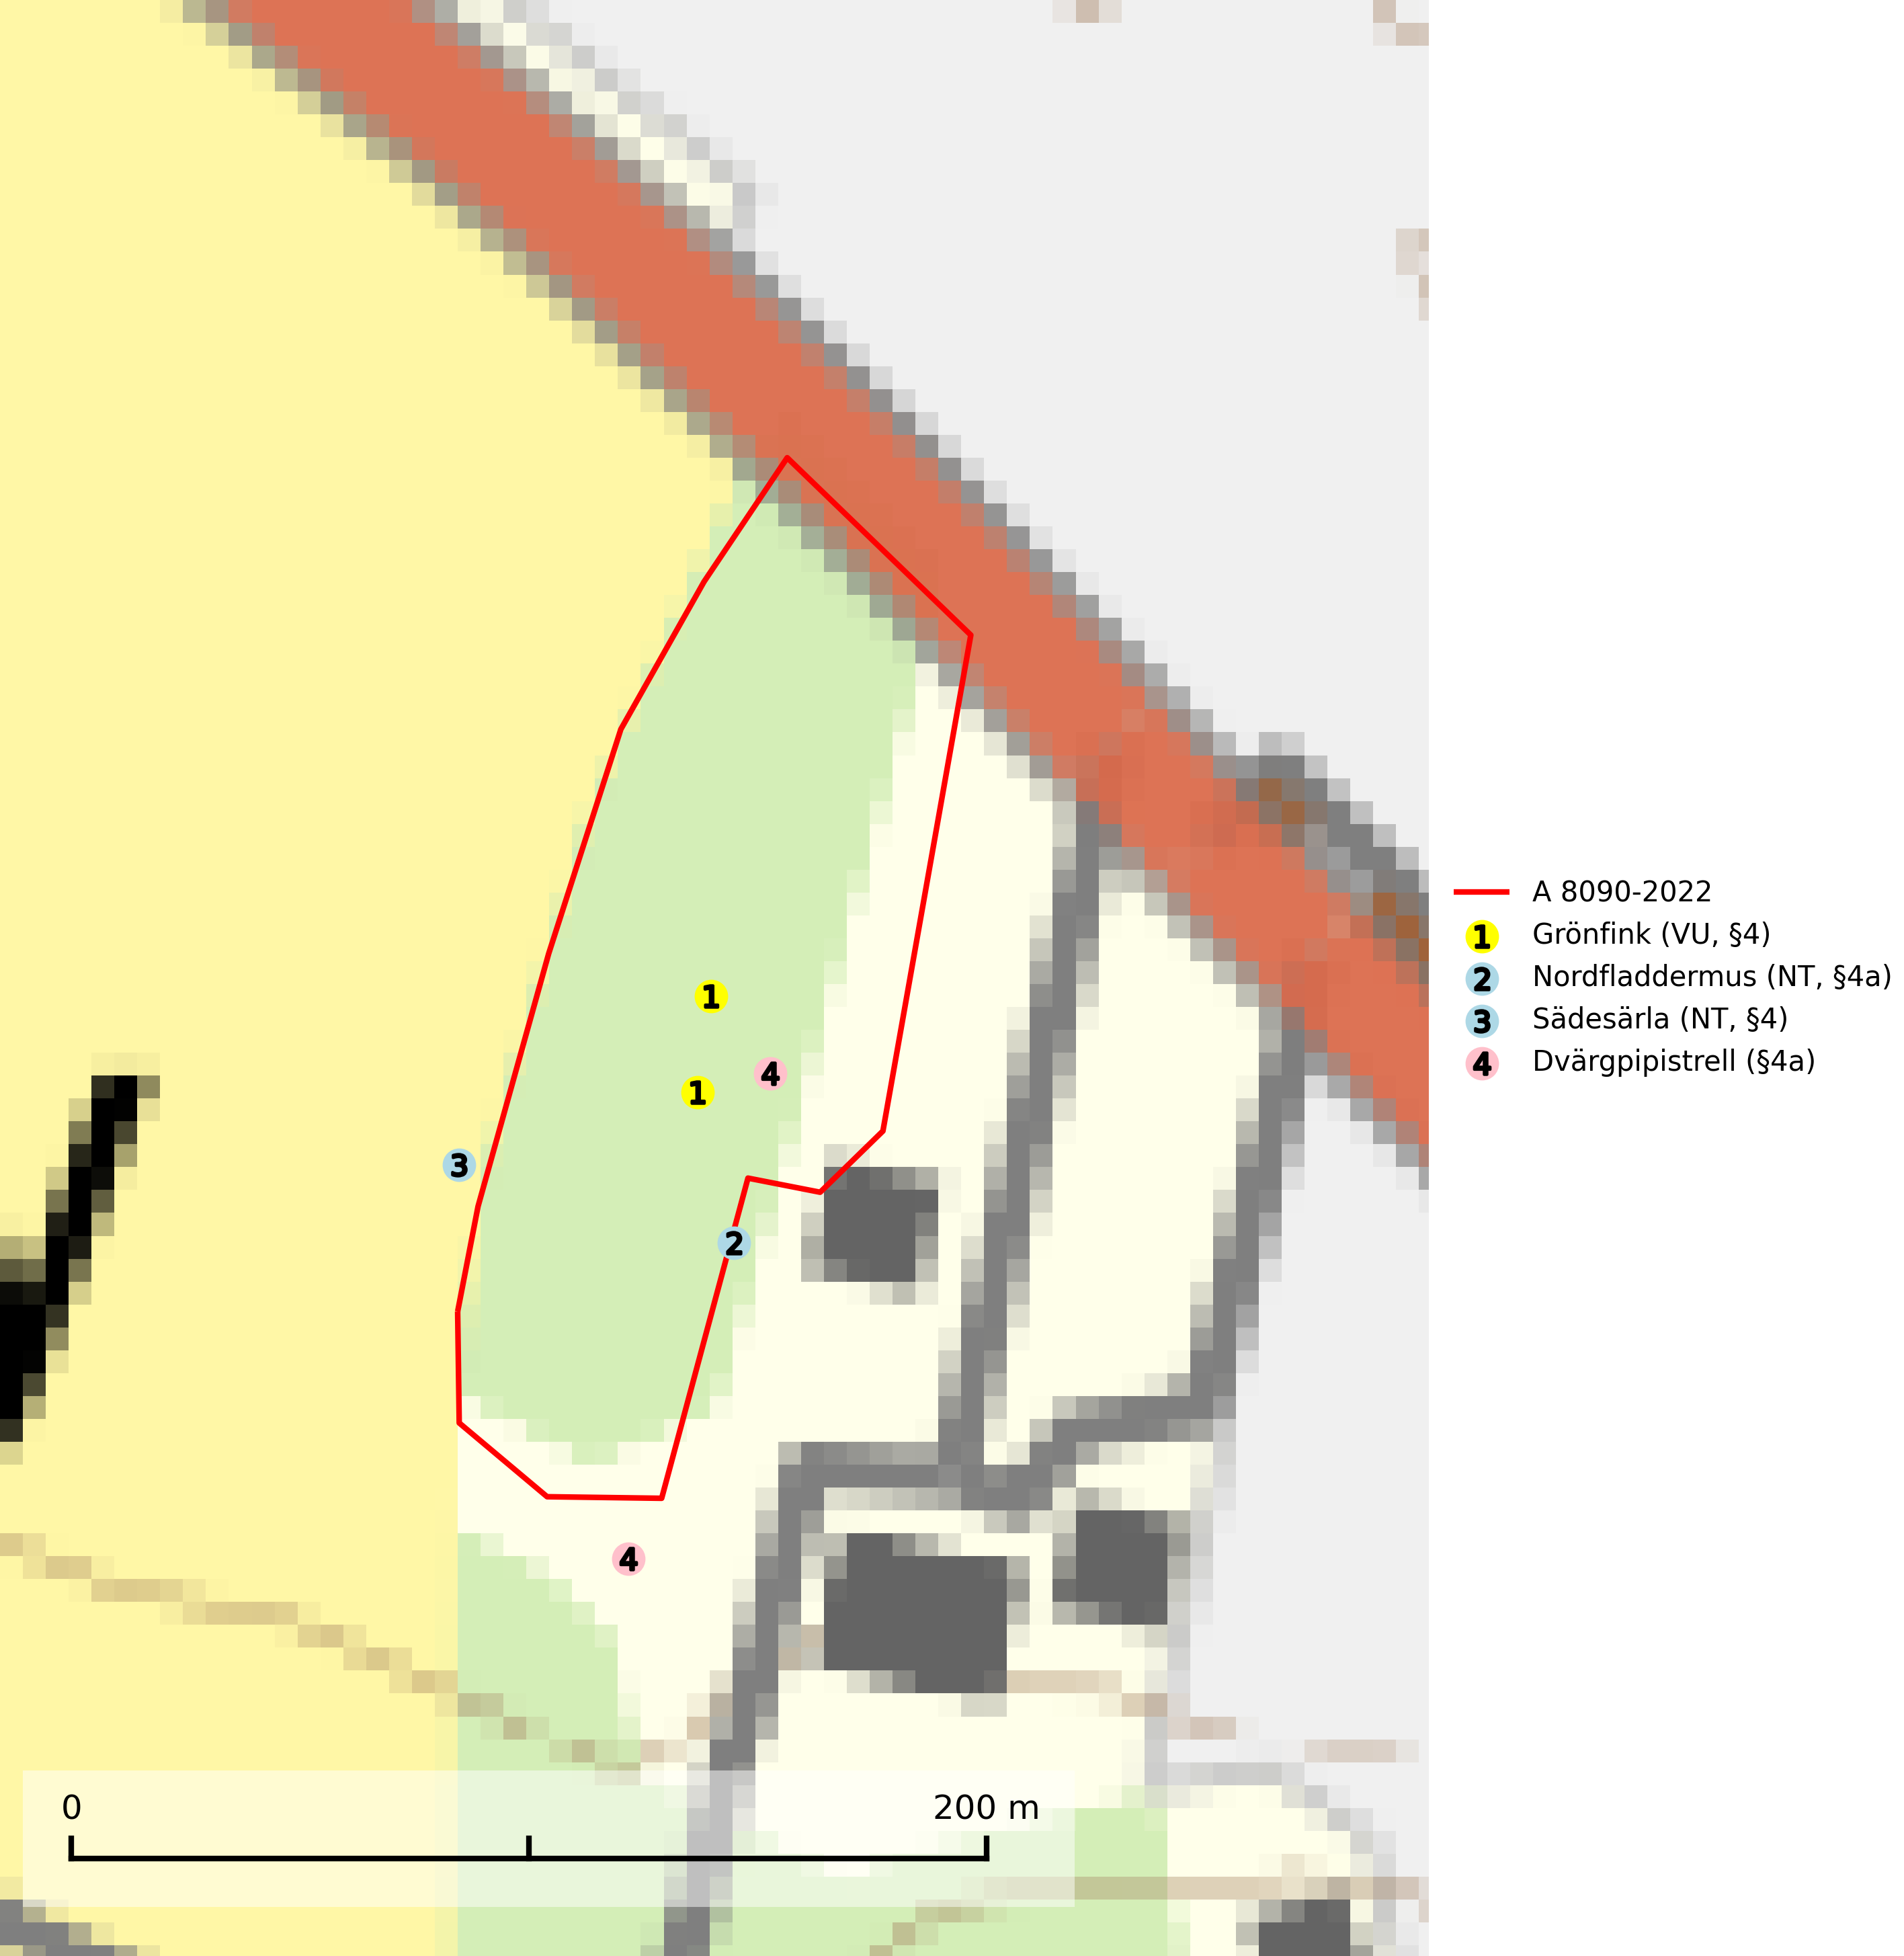 1
4
1
3
2
4
0 200 m
A 8090-2022
1 Grönfink (VU, §4)
2 Nordfladdermus (NT, §4a)
3 Sädesärla (NT, §4)
4 Dvärgpipistrell (§4a)